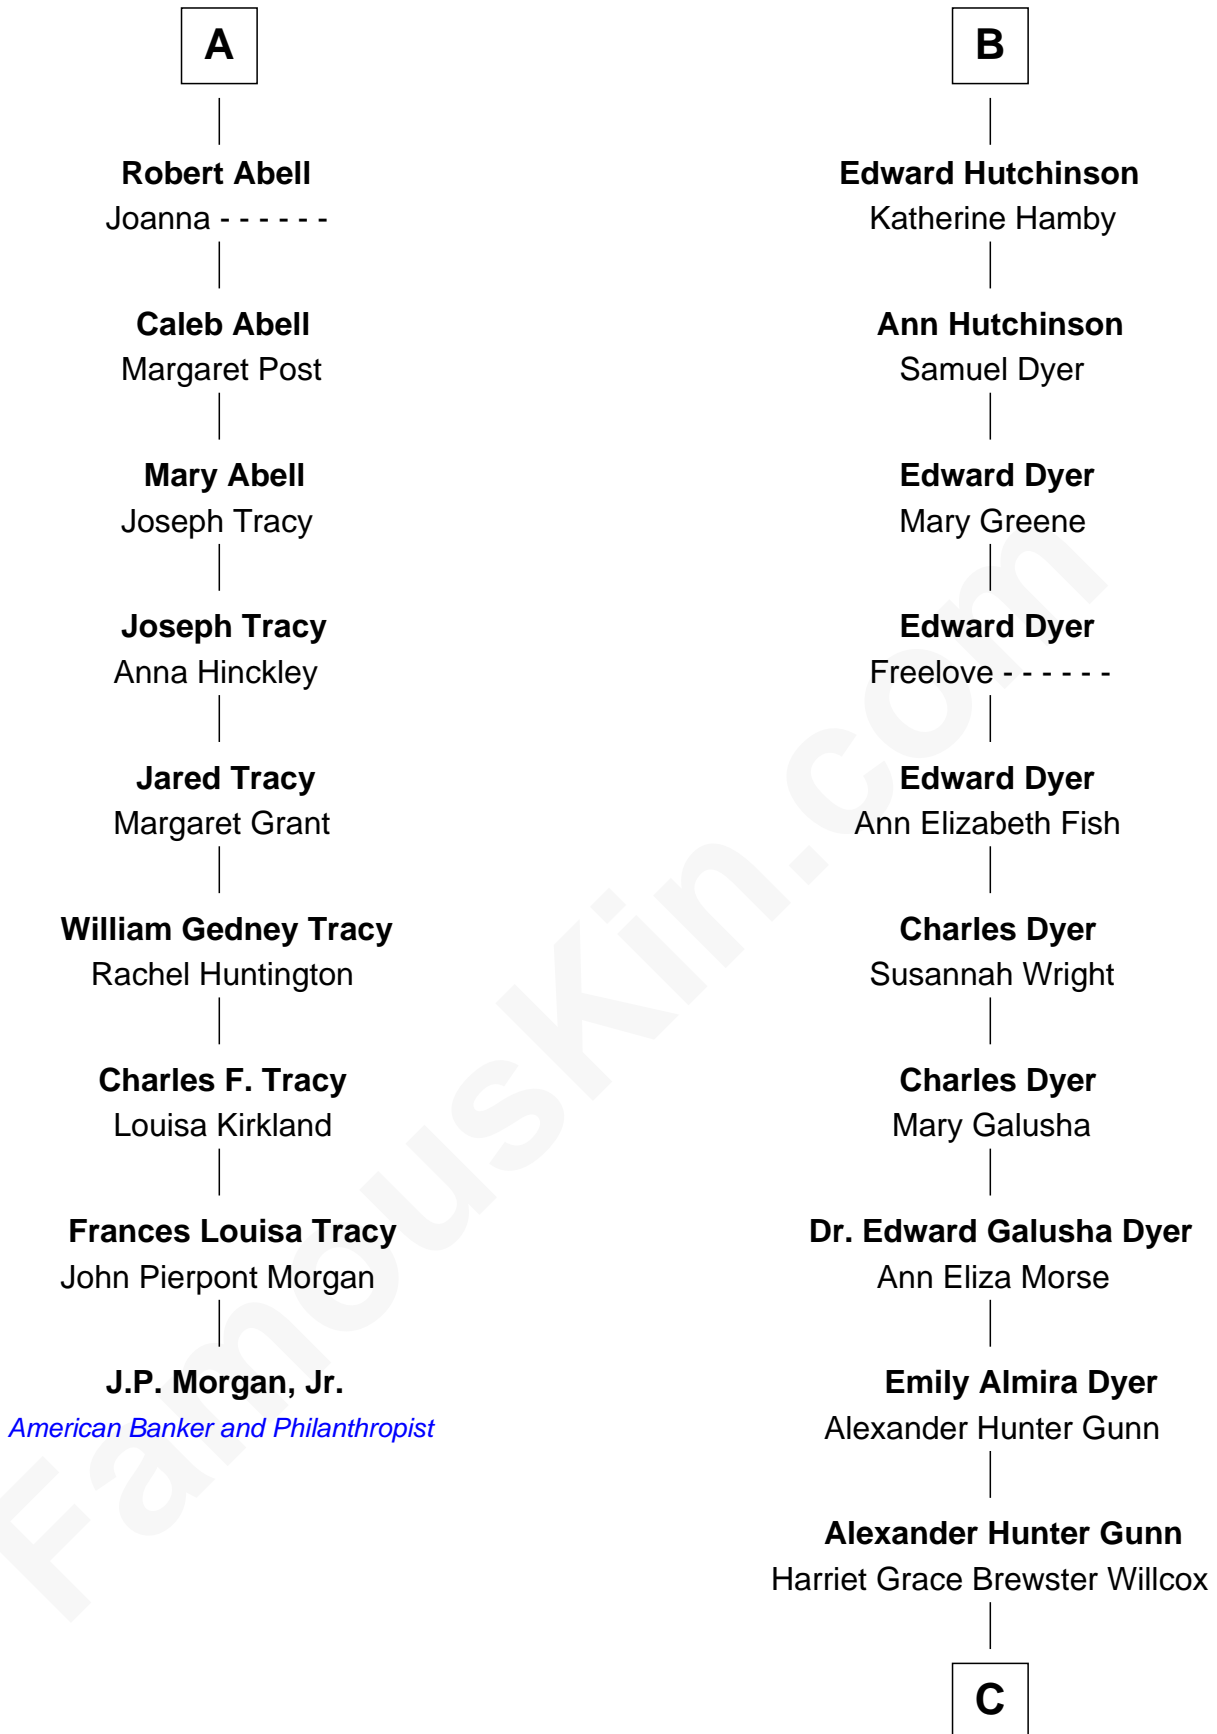 A
Robert Abell
Joanna - - - - - -
Caleb Abell
Margaret Post
Mary Abell
Joseph Tracy
Joseph Tracy
Anna Hinckley
Jared Tracy
Margaret Grant
William Gedney Tracy
Rachel Huntington
Charles F. Tracy
Louisa Kirkland
Frances Louisa Tracy
John Pierpont Morgan
J.P. Morgan, Jr.
American Banker and Philanthropist
B
Edward Hutchinson
Katherine Hamby
Ann Hutchinson
Samuel Dyer
Edward Dyer
Mary Greene
Edward Dyer
Freelove - - - - - -
Edward Dyer
Ann Elizabeth Fish
Charles Dyer
Susannah Wright
Charles Dyer
Mary Galusha
Dr. Edward Galusha Dyer
Ann Eliza Morse
Emily Almira Dyer
Alexander Hunter Gunn
Alexander Hunter Gunn
Harriet Grace Brewster Willcox
C
FamousKin.com